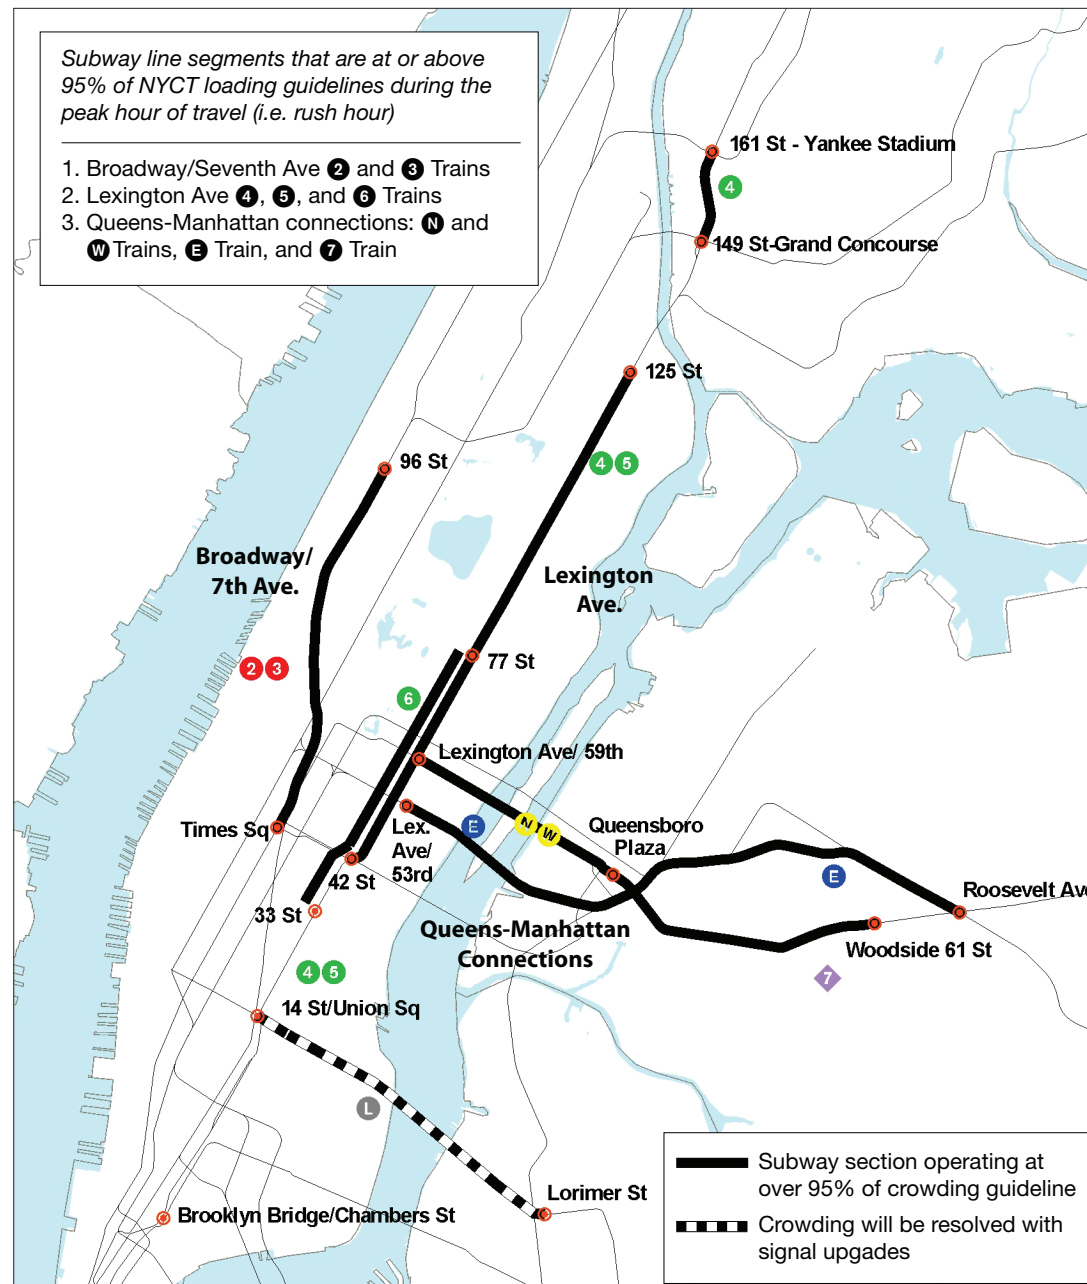 Subway line segments that are at or above
95% of NYCT loading guidelines during the
peak hour of travel (i.e. rush hour)
1. Broadway/Seventh Ave 2 and 3 Trains
2. Lexington Ave 4, 5, and 6 Trains
3. Queens-Manhattan connections: N and
W Trains, E Train, and 7 Train
161 St - Yankee Stadium
4
149 St-Grand Concourse
125 St
4 5
96 St
Broadway/
7th Ave.
Lexington
Ave.
2 3
77 St
6
Lexington Ave/ 59th
Times Sq
Lex.
Ave/
53rd
E
N
W
Queensboro
Plaza
42 St
E
Roosevelt Ave
33 St
Queens-Manhattan
Connections
Woodside 61 St
7
4 5
14 St/Union Sq
L
Lorimer St
Brooklyn Bridge/Chambers St
Subway section operating at
over 95% of crowding guideline
Crowding will be resolved with
signal upgades